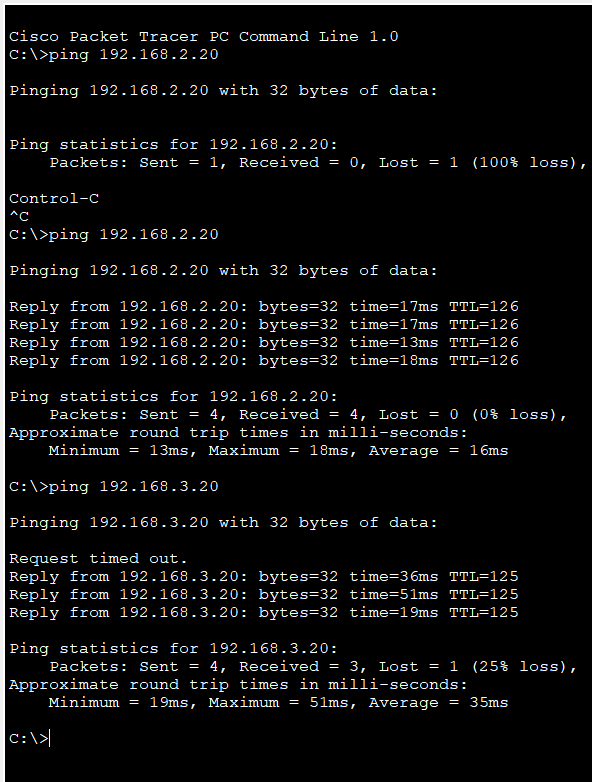 Cisco Packet Tracer PC Command Line 1.0
C:\>ping 192.168.2.20
Pinging 192.168.2.20 with 32 bytes of data:
Ping statistics for 192.168.2.20:
    Packets: Sent = 1, Received = 0, Lost = 1 (100% loss),
Control-C
^C
C:\>ping 192.168.2.20
Pinging 192.168.2.20 with 32 bytes of data:
Reply from 192.168.2.20: bytes=32 time=17ms TTL=126
Reply from 192.168.2.20: bytes=32 time=17ms TTL=126
Reply from 192.168.2.20: bytes=32 time=13ms TTL=126
Reply from 192.168.2.20: bytes=32 time=18ms TTL=126
Ping statistics for 192.168.2.20:
    Packets: Sent = 4, Received = 4, Lost = 0 (0% loss),
Approximate round trip times in milli-seconds:
    Minimum = 13ms, Maximum = 18ms, Average = 16ms
C:\>ping 192.168.3.20
Pinging 192.168.3.20 with 32 bytes of data:
Request timed out.
Reply from 192.168.3.20: bytes=32 time=36ms TTL=125
Reply from 192.168.3.20: bytes=32 time=51ms TTL=125
Reply from 192.168.3.20: bytes=32 time=19ms TTL=125
Ping statistics for 192.168.3.20:
    Packets: Sent = 4, Received = 3, Lost = 1 (25% loss),
Approximate round trip times in milli-seconds:
    Minimum = 19ms, Maximum = 51ms, Average = 35ms
C:\>